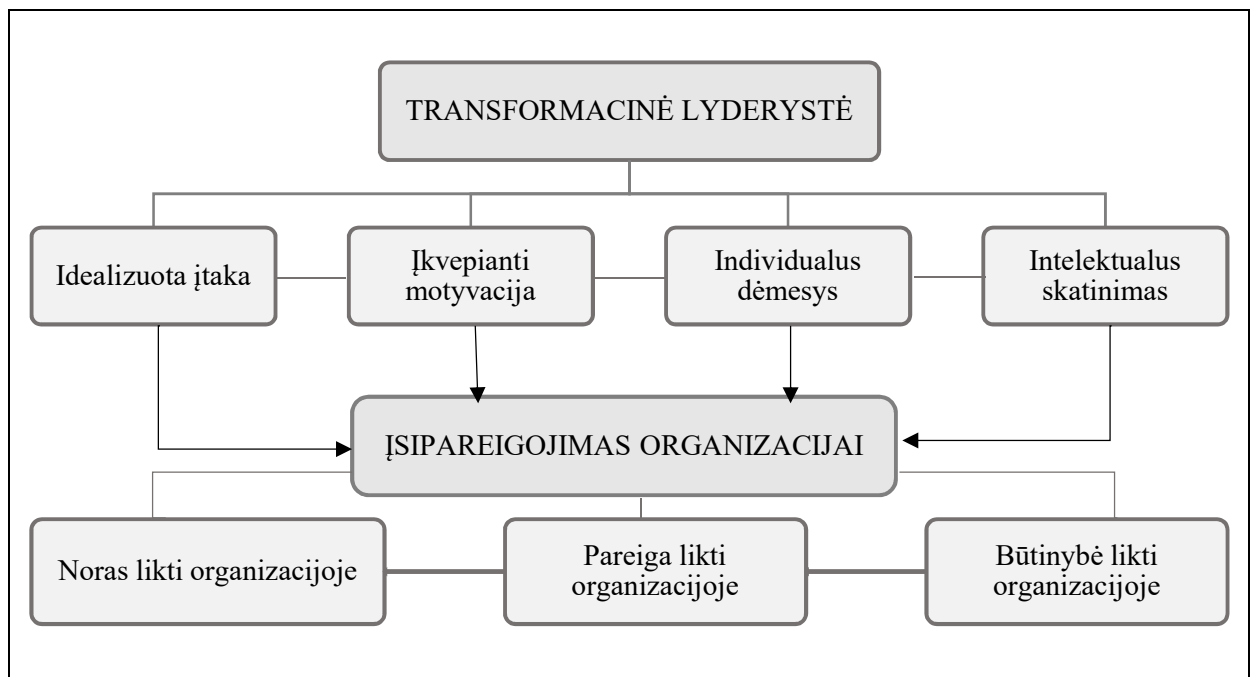 TRANSFORMACINĖ LYDERYSTĖ
Idealizuota įtaka
Įkvepianti
motyvacija
Individualus
dėmesys
Intelektualus
skatinimas
ĮSIPAREIGOJIMAS ORGANIZACIJAI
Noras likti organizacijoje
Pareiga likti
organizacijoje
Būtinybė likti
organizacijoje